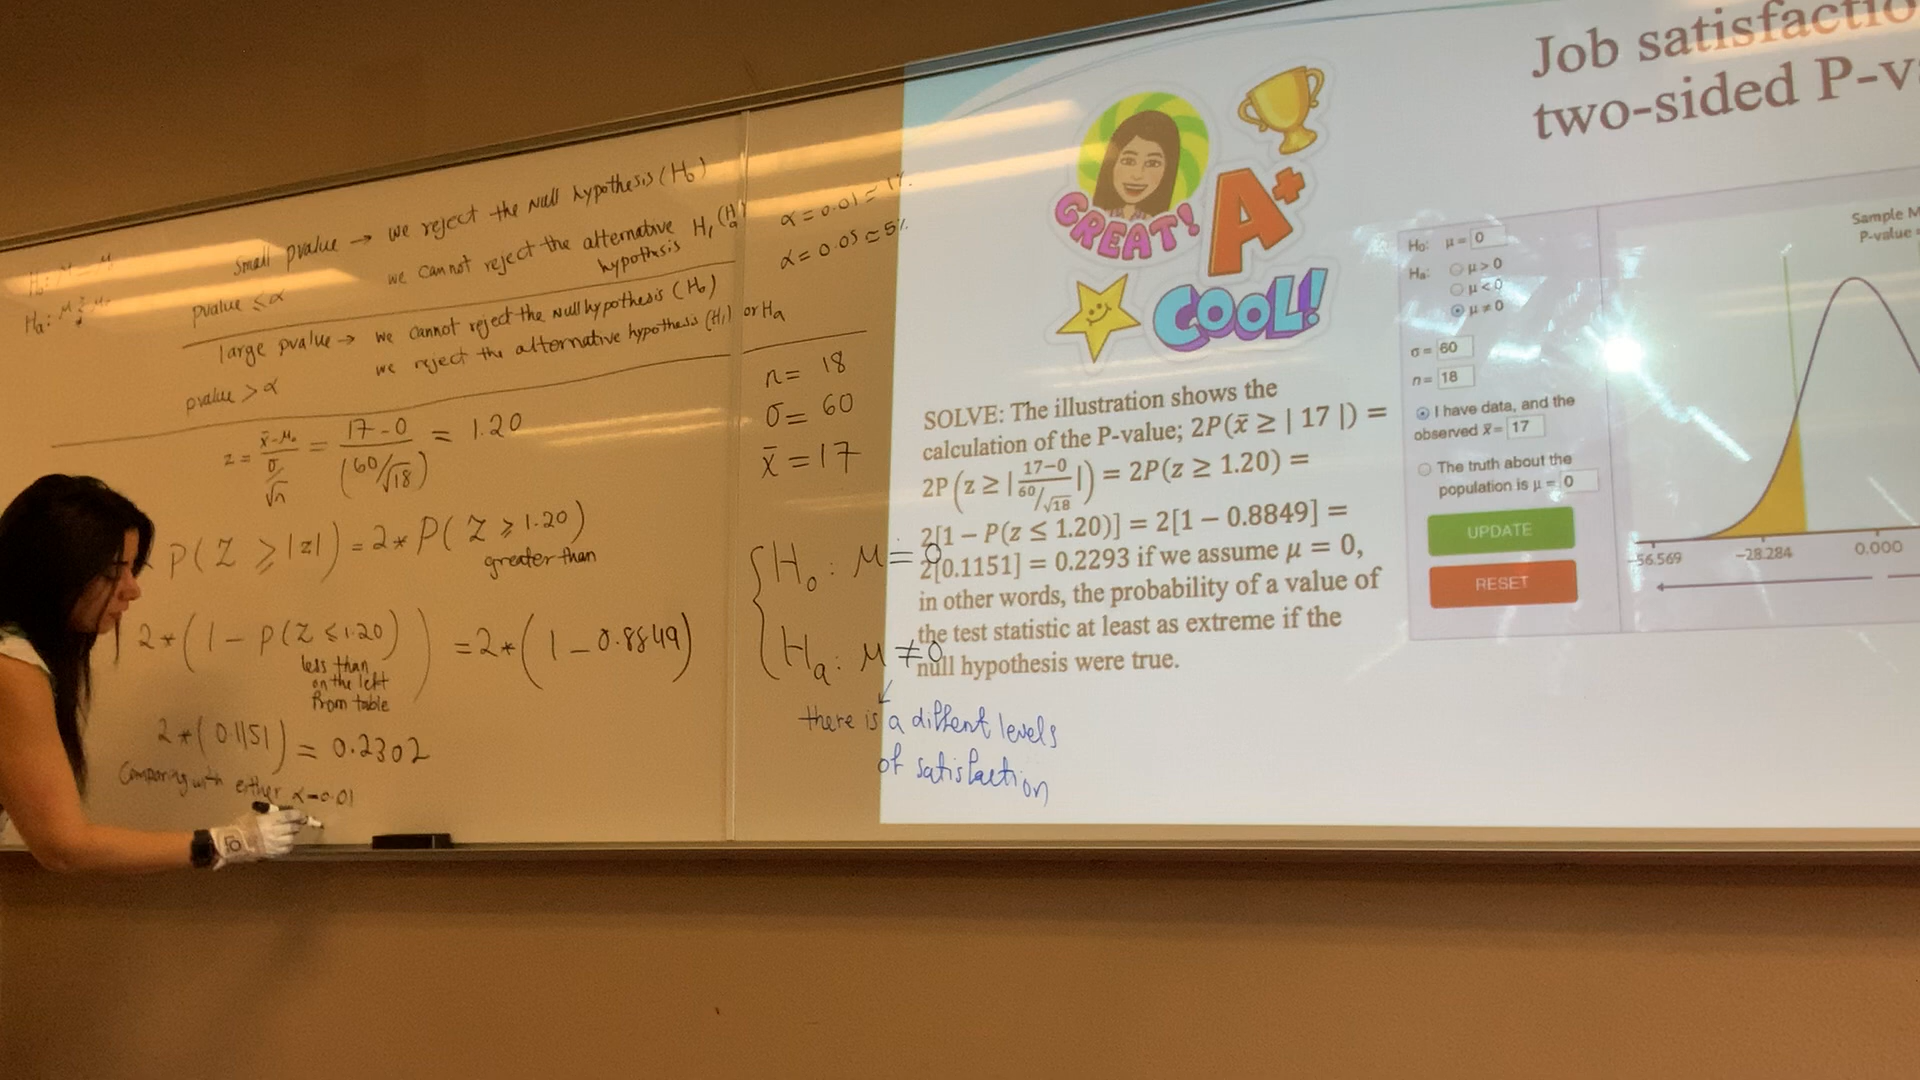 small pvalue → we reject the null hypothesis (H₀)
we cannot reject the alternative H₁ (Ha)
hypothesis
pvalue ≤ α
large pvalue → we cannot reject the null hypothesis (H₀)
we reject the alternative hypothesis (H₁) or Ha
pvalue > α
Ha: μ
α = 0.01 = 1%
α = 0.05 = 5%
z = x̄-μ₀ / σ/√n = 17-0 / (60/√18) = 1.20
P(Z ≥ |z|) = 2* P(Z ≥ 1.20)
greater than
2*(1 - P(Z ≤ 1.20)) = 2*(1 - 0.8849)
less than
on the left
from table
2*(0.1151) = 0.2302
Comparing with either α=0.01
n = 18
σ = 60
x̄ = 17
H₀: μ = 0
Ha: μ ≠ 0
there is a diffent levels
of satisfaction
GREAT!
A+
COOL!
SOLVE: The illustration shows the
calculation of the P-value; 2P(x̄ ≥ | 17 |) =
2P(z ≥ |17-0 / 60/√18|) = 2P(z ≥ 1.20) =
2[1 − P(z ≤ 1.20)] = 2[1 − 0.8849] =
2[0.1151] = 0.2293 if we assume μ = 0,
in other words, the probability of a value of
the test statistic at least as extreme if the
null hypothesis were true.
Job satisfactio
two-sided P-v
H₀: μ = 0
Ha: μ > 0
μ < 0
μ ≠ 0
σ = 60
n = 18
I have data, and the
observed x̄ = 17
The truth about the
population is μ = 0
UPDATE
RESET
Sample M
P-value =
-56.569 -28.284 0.000